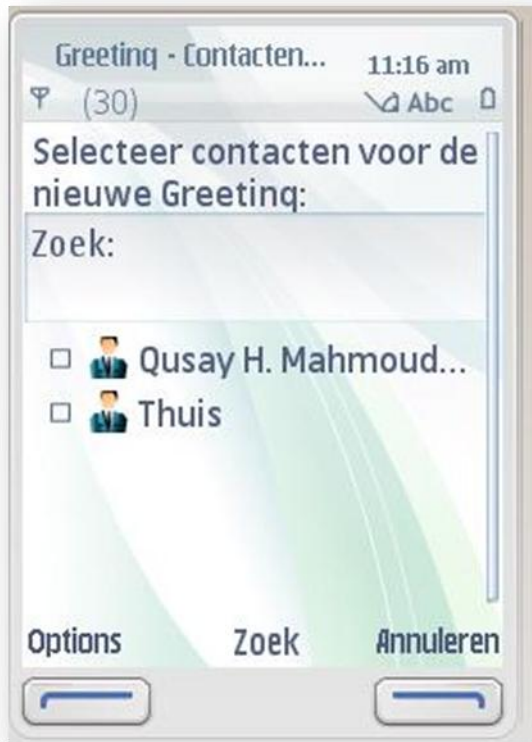 Greeting - Contacten...
11:16 am
(30)
Abc
Selecteer contacten voor de
nieuwe Greeting:
Zoek:
Qusay H. Mahmoud...
Thuis
Options Zoek Annuleren